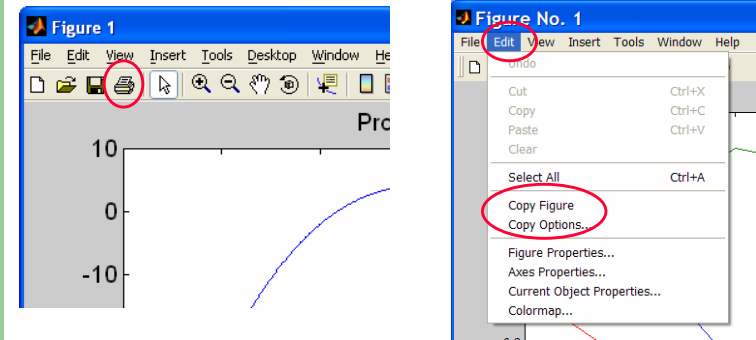 Figure 1
File Edit View Insert Tools Desktop Window He
Pro
10
0
-10
Figure No. 1
File Edit View Insert Tools Window Help
Undo
Cut Ctrl+X
Copy Ctrl+C
Paste Ctrl+V
Clear
Select All Ctrl+A
Copy Figure
Copy Options...
Figure Properties...
Axes Properties...
Current Object Properties...
Colormap...